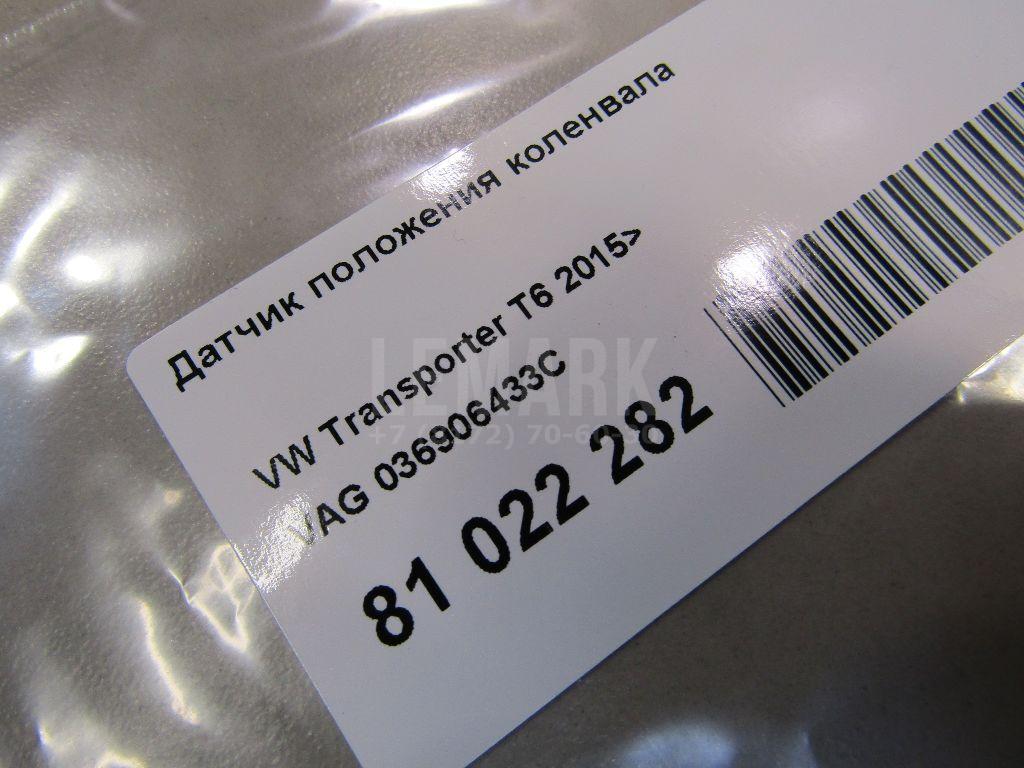 Датчик положения коленвала
VW Transporter T6 2015>
VAG 036906433C
81 022 282
LEMARK